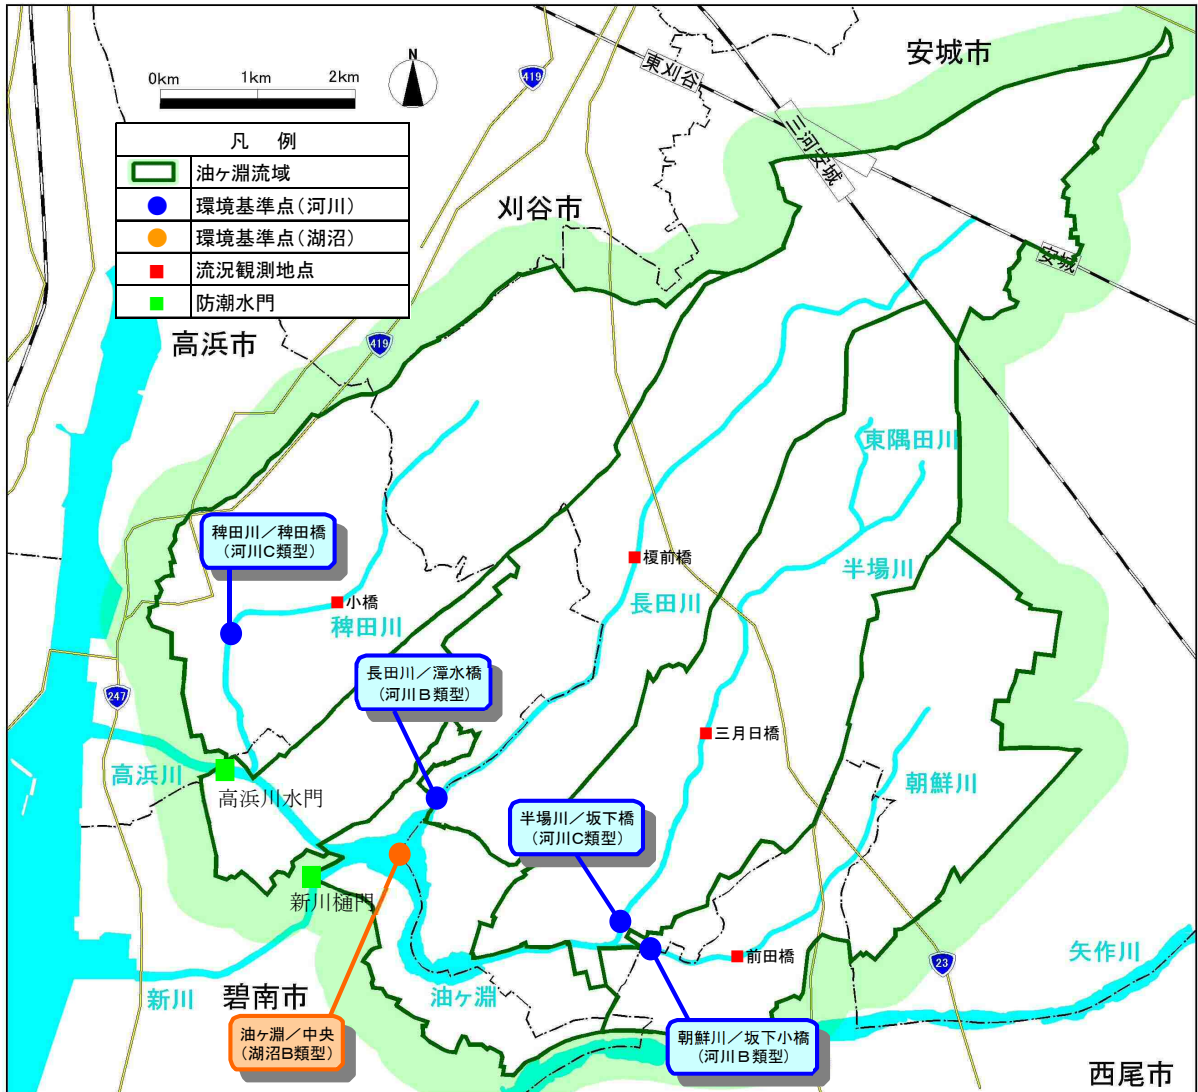 安城市
0km 1km 2km
N
419
東刈谷
三河安城
凡 例
油ヶ淵流域
環境基準点(河川)
環境基準点(湖沼)
流況観測地点
防潮水門
刈谷市
安城
高浜市
419
東隅田川
稗田川／稗田橋
(河川C類型)
榎前橋
半場川
小橋
稗田川
長田川
長田川／潭水橋
(河川B類型)
247
三月日橋
高浜川
高浜川水門
朝鮮川
半場川／坂下橋
(河川C類型)
新川樋門
前田橋
23
矢作川
新川
碧南市
油ヶ淵
油ヶ淵／中央
(湖沼B類型)
朝鮮川／坂下小橋
(河川B類型)
西尾市